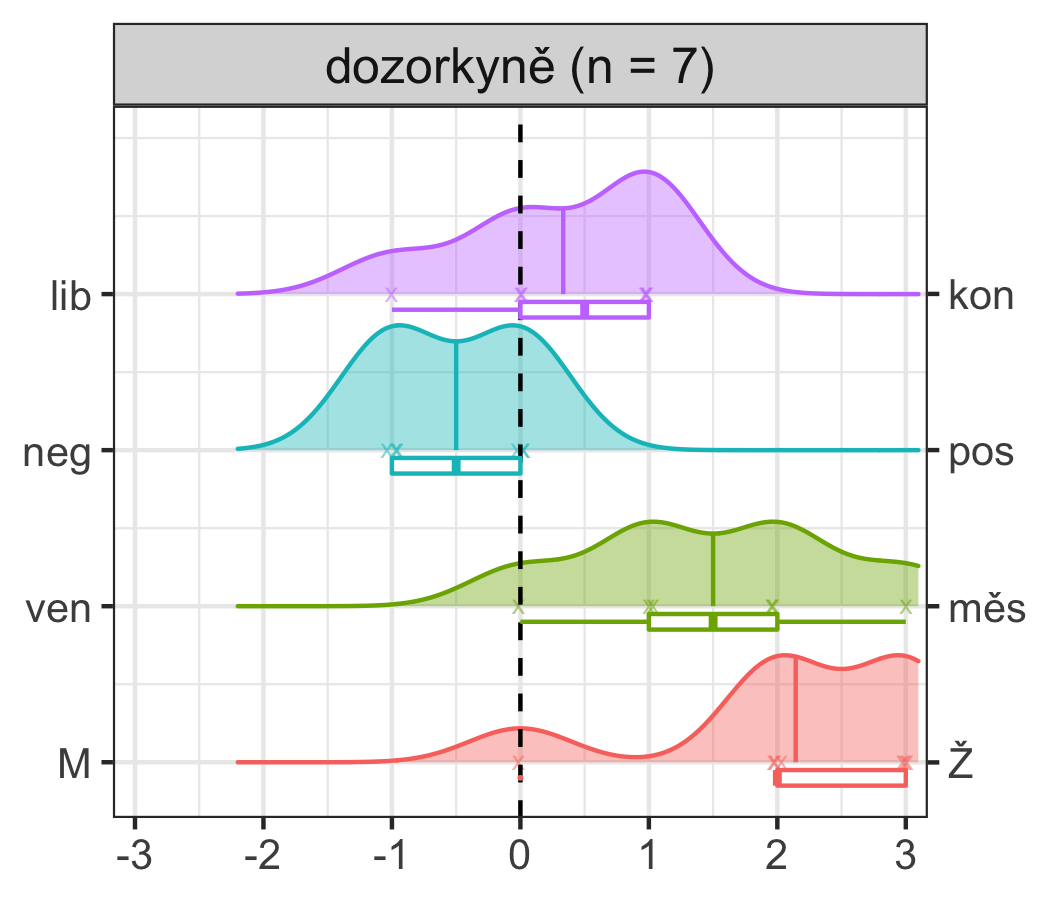 dozorkyně (n = 7)
lib kon
neg pos
ven měs
M Ž
-3 -2 -1 0 1 2 3